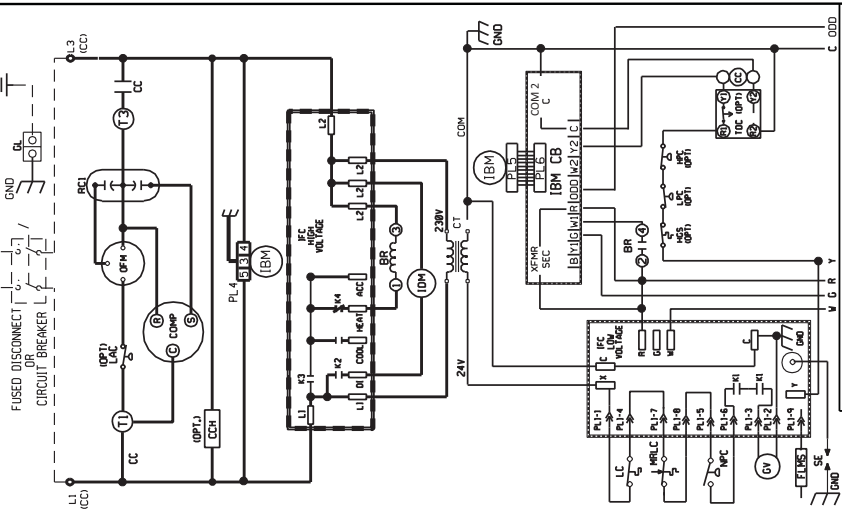 FUSED DISCONNECT
OR
CIRCUIT BREAKER
GND
GL
L3
(CC)
CC
T3
RC1
OFM
(OPT)
LAC
R
COMP
S
C
T1
CC
L1
(CC)
(OPT.)
CCH
PL4
5 3 4
IBM
IFC
HIGH
VOLTAGE
L2
L2
L2
L2
K3
K4
K2
ACC
HEAT
COOL
DI
L1
L1
BR
3
1
IDM
230V
CT
24V
COM
GND
COM 2
C
IBM
PL5
PL6
IBM CB
XFMR
SEC
B Y1 G W1 R ODD W2 Y2 C
BR
2
4
CC
Y1
Y2
TOC (OPT)
R1
R2
HPC
(OPT)
LPC
(OPT)
HGS
(OPT)
ODD
C
Y
R
G
W
IFC
LOW
VOLTAGE
R
G
W
C
X
C
GND
Y
K1
K1
PL1-1
PL1-4
PL1-7
PL1-8
PL1-5
PL1-6
PL1-3
PL1-2
PL1-9
LC
MRLC
NPC
GV
FLMS
SE
GND